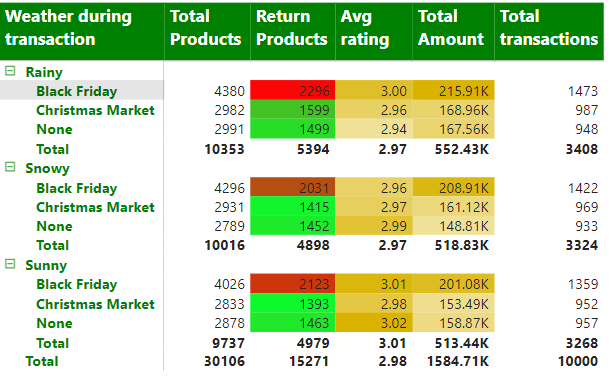 Weather during transaction Total Products Return Products Avg rating Total Amount Total transactions
Rainy
Black Friday 4380 2296 3.00 215.91K 1473
Christmas Market 2982 1599 2.96 168.96K 987
None 2991 1499 2.94 167.56K 948
Total 10353 5394 2.97 552.43K 3408
Snowy
Black Friday 4296 2031 2.96 208.91K 1422
Christmas Market 2931 1415 2.97 161.12K 969
None 2789 1452 2.99 148.81K 933
Total 10016 4898 2.97 518.83K 3324
Sunny
Black Friday 4026 2123 3.01 201.08K 1359
Christmas Market 2833 1393 2.98 153.49K 952
None 2878 1463 3.02 158.87K 957
Total 9737 4979 3.01 513.44K 3268
Total 30106 15271 2.98 1584.71K 10000